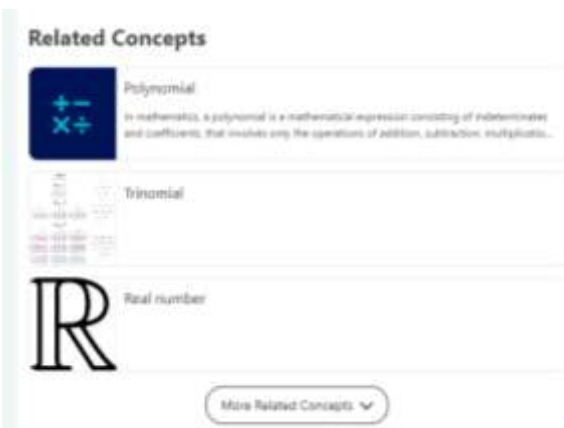 Related Concepts
Polynomial
In mathematics, a polynomial is a mathematical expression consisting of indeterminates
and coefficients, that involves only the operations of addition, subtraction, multiplicatio...
Trinomial
ℝ
Real number
More Related Concepts